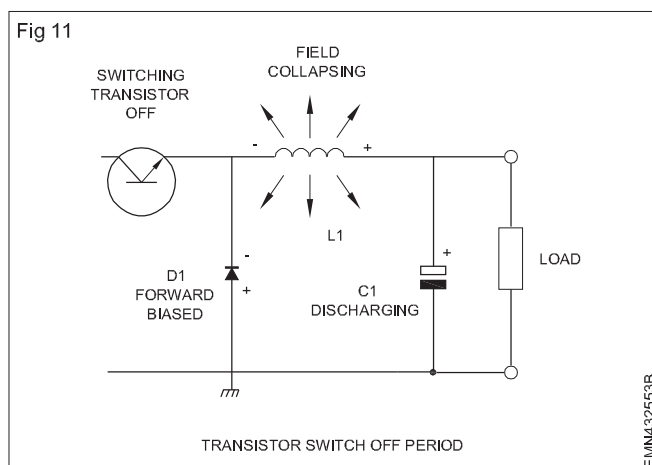 Fig 11
FIELD
COLLAPSING
SWITCHING
TRANSISTOR
OFF
-
+
L1
-
+
D1
FORWARD
BIASED
+
C1
DISCHARGING
LOAD
TRANSISTOR SWITCH OFF PERIOD
EMN432553B